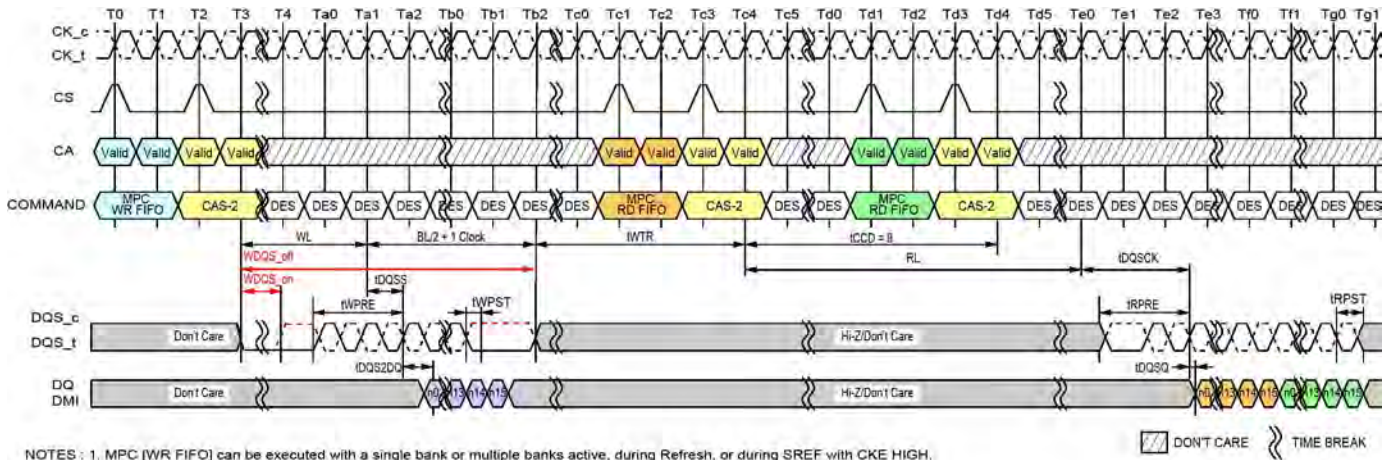 T0 T1 T2 T3 T4 Ta0 Ta1 Ta2 Tb0 Tb1 Tb2 Tc0 Tc1 Tc2 Tc3 Tc4 Tc5 Td0 Td1 Td2 Td3 Td4 Td5 Te0 Te1 Te2 Te3 Tf0 Tf1 Tg0 Tg1
CK_c
CK_t
CS
CA Valid Valid Valid Valid Valid Valid Valid Valid Valid Valid Valid Valid
COMMAND MPC WR FIFO CAS-2 DES DES DES DES DES DES DES DES MPC RD FIFO CAS-2 DES DES MPC RD FIFO CAS-2 DES DES DES DES DES DES DES DES DES
WL BL/2 + 1 Clock tWTR tCCD = 8
WDQS_off RL tDQSCK
WDQS_on tDQSS
tWPRE tWPST tRPRE tRPST
DQS_c
DQS_t Don't Care Hi-Z/Don't Care
tDQS2DQ tDQSQ
DQ
DMI Don't Care n0 n13 n14 n15 Hi-Z/Don't Care n0 n13 n14 n15 n0 n13 n14 n15
DON'T CARE TIME BREAK
NOTES : 1. MPC [WR FIFO] can be executed with a single bank or multiple banks active, during Refresh, or during SREF with CKE HIGH.